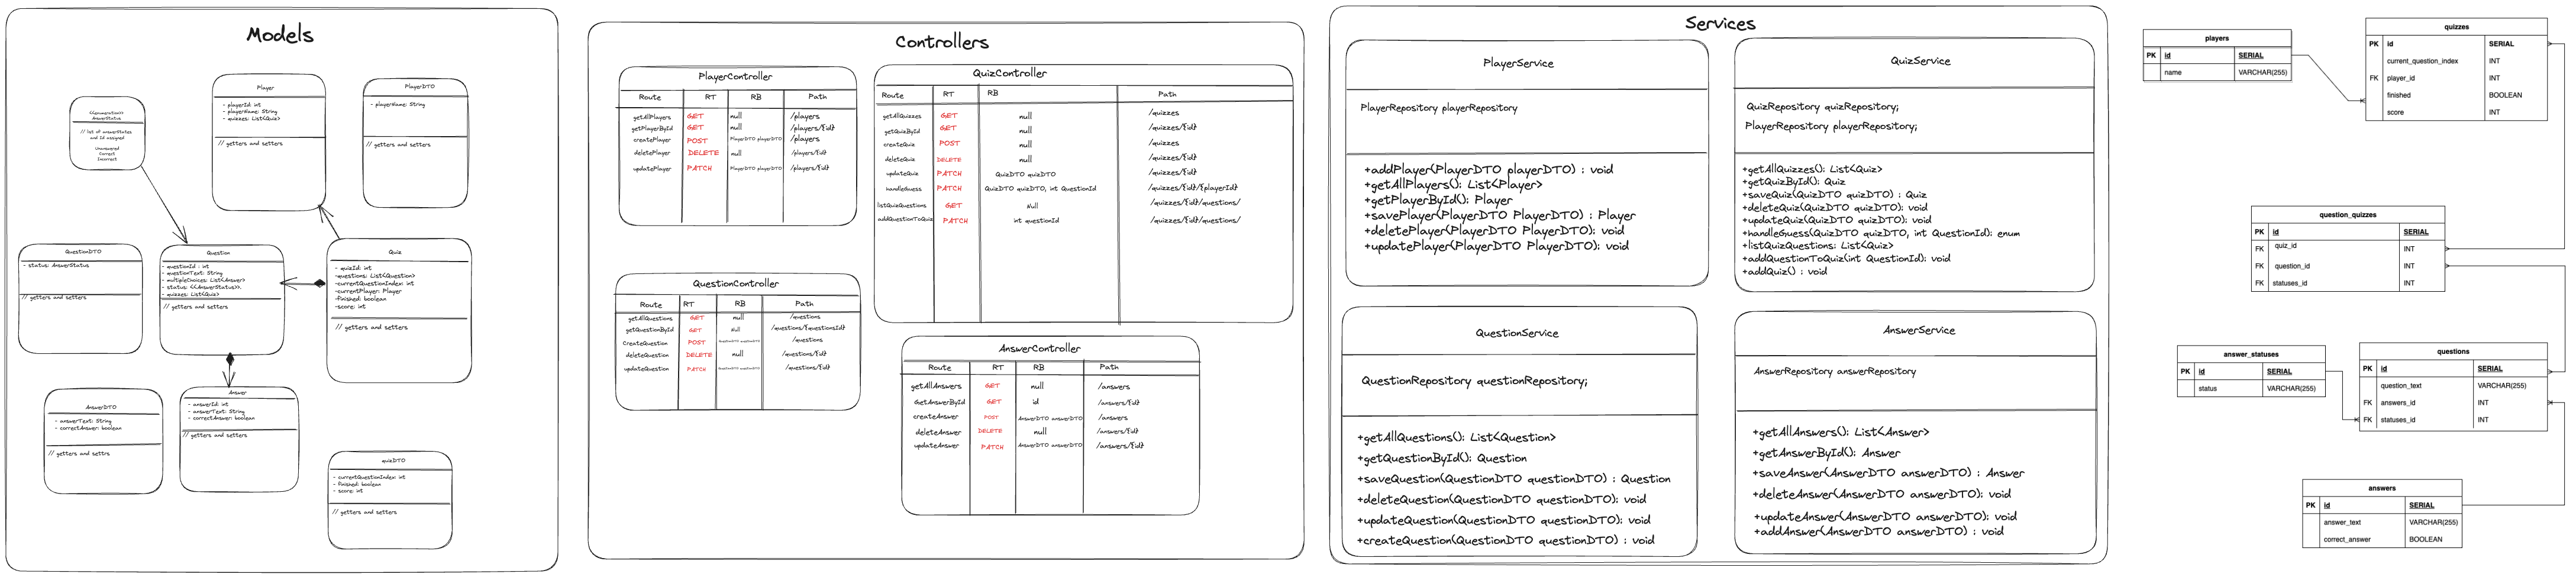 Models
<<Enumeration>>
AnswerStatus
// list of answerStates
and Id assigned
Unanswered
Correct
Incorrect
Player
- playerId: int
- playerName: String
- quizzes: List<Quiz>
// getters and setters
PlayerDTO
- playerName: String
// getters and setters
QuestionDTO
- status: AnswerStatus
// getters and setters
Question
- questionId : int
- questionText: String
- multipleChoices: List<Answer>
- status: <<AnswerStatus>>
- quizzes: List<Quiz>
// getters and setters
Quiz
- quizId: int
-questions: List<Question>
-currentQuestionIndex: int
-currentPlayer: Player
-finished: boolean
-score: int
// getters and setters
AnswerDTO
- answerText: String
- correctAnswer: boolean
// getters and settrs
Answer
- answerId: int
- answerText: String
- correctAnswer: boolean
// getters and setters
quizDTO
- currentQuestionIndex: int
- finished: boolean
- score: int
// getters and setters
Controllers
PlayerController
Route RT RB Path
getAllPlayers GET null /players
getPlayerById GET null /players/{id}
createPlayer POST PlayerDTO playerDTO /players
deletePlayer DELETE null /players/{id}
updatePlayer PATCH PlayerDTO playerDTO /players/{id}
QuizController
Route RT RB Path
getAllQuizzes GET null /quizzes
getQuizById GET null /quizzes/{id}
createQuiz POST null /quizzes
deleteQuiz DELETE null /quizzes/{id}
updateQuiz PATCH QuizDTO quizDTO /quizzes/{id}
handleGuess PATCH QuizDTO quizDTO, int QuestionId /quizzes/{id}/{playerId}
listQuizQuestions GET Null /quizzes/{id}/questions/
addQuestionToQuiz PATCH int questionId /quizzes/{id}/questions/
QuestionController
Route RT RB Path
getAllQuestions GET null /questions
getQuestionById GET Null /questions/{questionsId}
CreateQuestion POST QuestionDTO questionDTO /questions
deleteQuestion DELETE null /questions/{id}
updateQuestion PATCH QuestionDTO questionDTO /questions/{id}
AnswerController
Route RT RB Path
getAllAnswers GET null /answers
GetAnswerById GET id /answers/{id}
createAnswer POST AnswerDTO answerDTO /answers
deleteAnswer DELETE null /answers/{id}
updateAnswer PATCH AnswerDTO answerDTO /answers/{id}
Services
PlayerService
PlayerRepository playerRepository
+addPlayer(PlayerDTO playerDTO) : void
+getAllPlayers(): List<Player>
+getPlayerById(): Player
+savePlayer(PlayerDTO PlayerDTO) : Player
+deletePlayer(PlayerDTO PlayerDTO): void
+updatePlayer(PlayerDTO PlayerDTO): void
QuizService
QuizRepository quizRepository;
PlayerRepository playerRepository;
+getAllQuizzes(): List<Quiz>
+getQuizById(): Quiz
+saveQuiz(QuizDTO quizDTO) : Quiz
+deleteQuiz(QuizDTO quizDTO): void
+updateQuiz(QuizDTO quizDTO): void
+handleGuess(QuizDTO quizDTO, int QuestionId): enum
+listQuizQuestions: List<Quiz>
+addQuestionToQuiz(int QuestionId): void
+addQuiz() : void
QuestionService
QuestionRepository questionRepository;
+getAllQuestions(): List<Question>
+getQuestionById(): Question
+saveQuestion(QuestionDTO questionDTO) : Question
+deleteQuestion(QuestionDTO questionDTO): void
+updateQuestion(QuestionDTO questionDTO): void
+createQuestion(QuestionDTO questionDTO) : void
AnswerService
AnswerRepository answerRepository
+getAllAnswers(): List<Answer>
+getAnswerById(): Answer
+saveAnswer(AnswerDTO answerDTO) : Answer
+deleteAnswer(AnswerDTO answerDTO): void
+updateAnswer(AnswerDTO answerDTO): void
+addAnswer(AnswerDTO answerDTO) : void
players
PK id SERIAL
name VARCHAR(255)
quizzes
PK id SERIAL
current_question_index INT
FK player_id INT
finished BOOLEAN
score INT
question_quizzes
PK id SERIAL
FK quiz_id INT
FK question_id INT
FK statuses_id INT
answer_statuses
PK id SERIAL
status VARCHAR(255)
questions
PK id SERIAL
question_text VARCHAR(255)
FK answers_id INT
FK statuses_id INT
answers
PK id SERIAL
answer_text VARCHAR(255)
correct_answer BOOLEAN